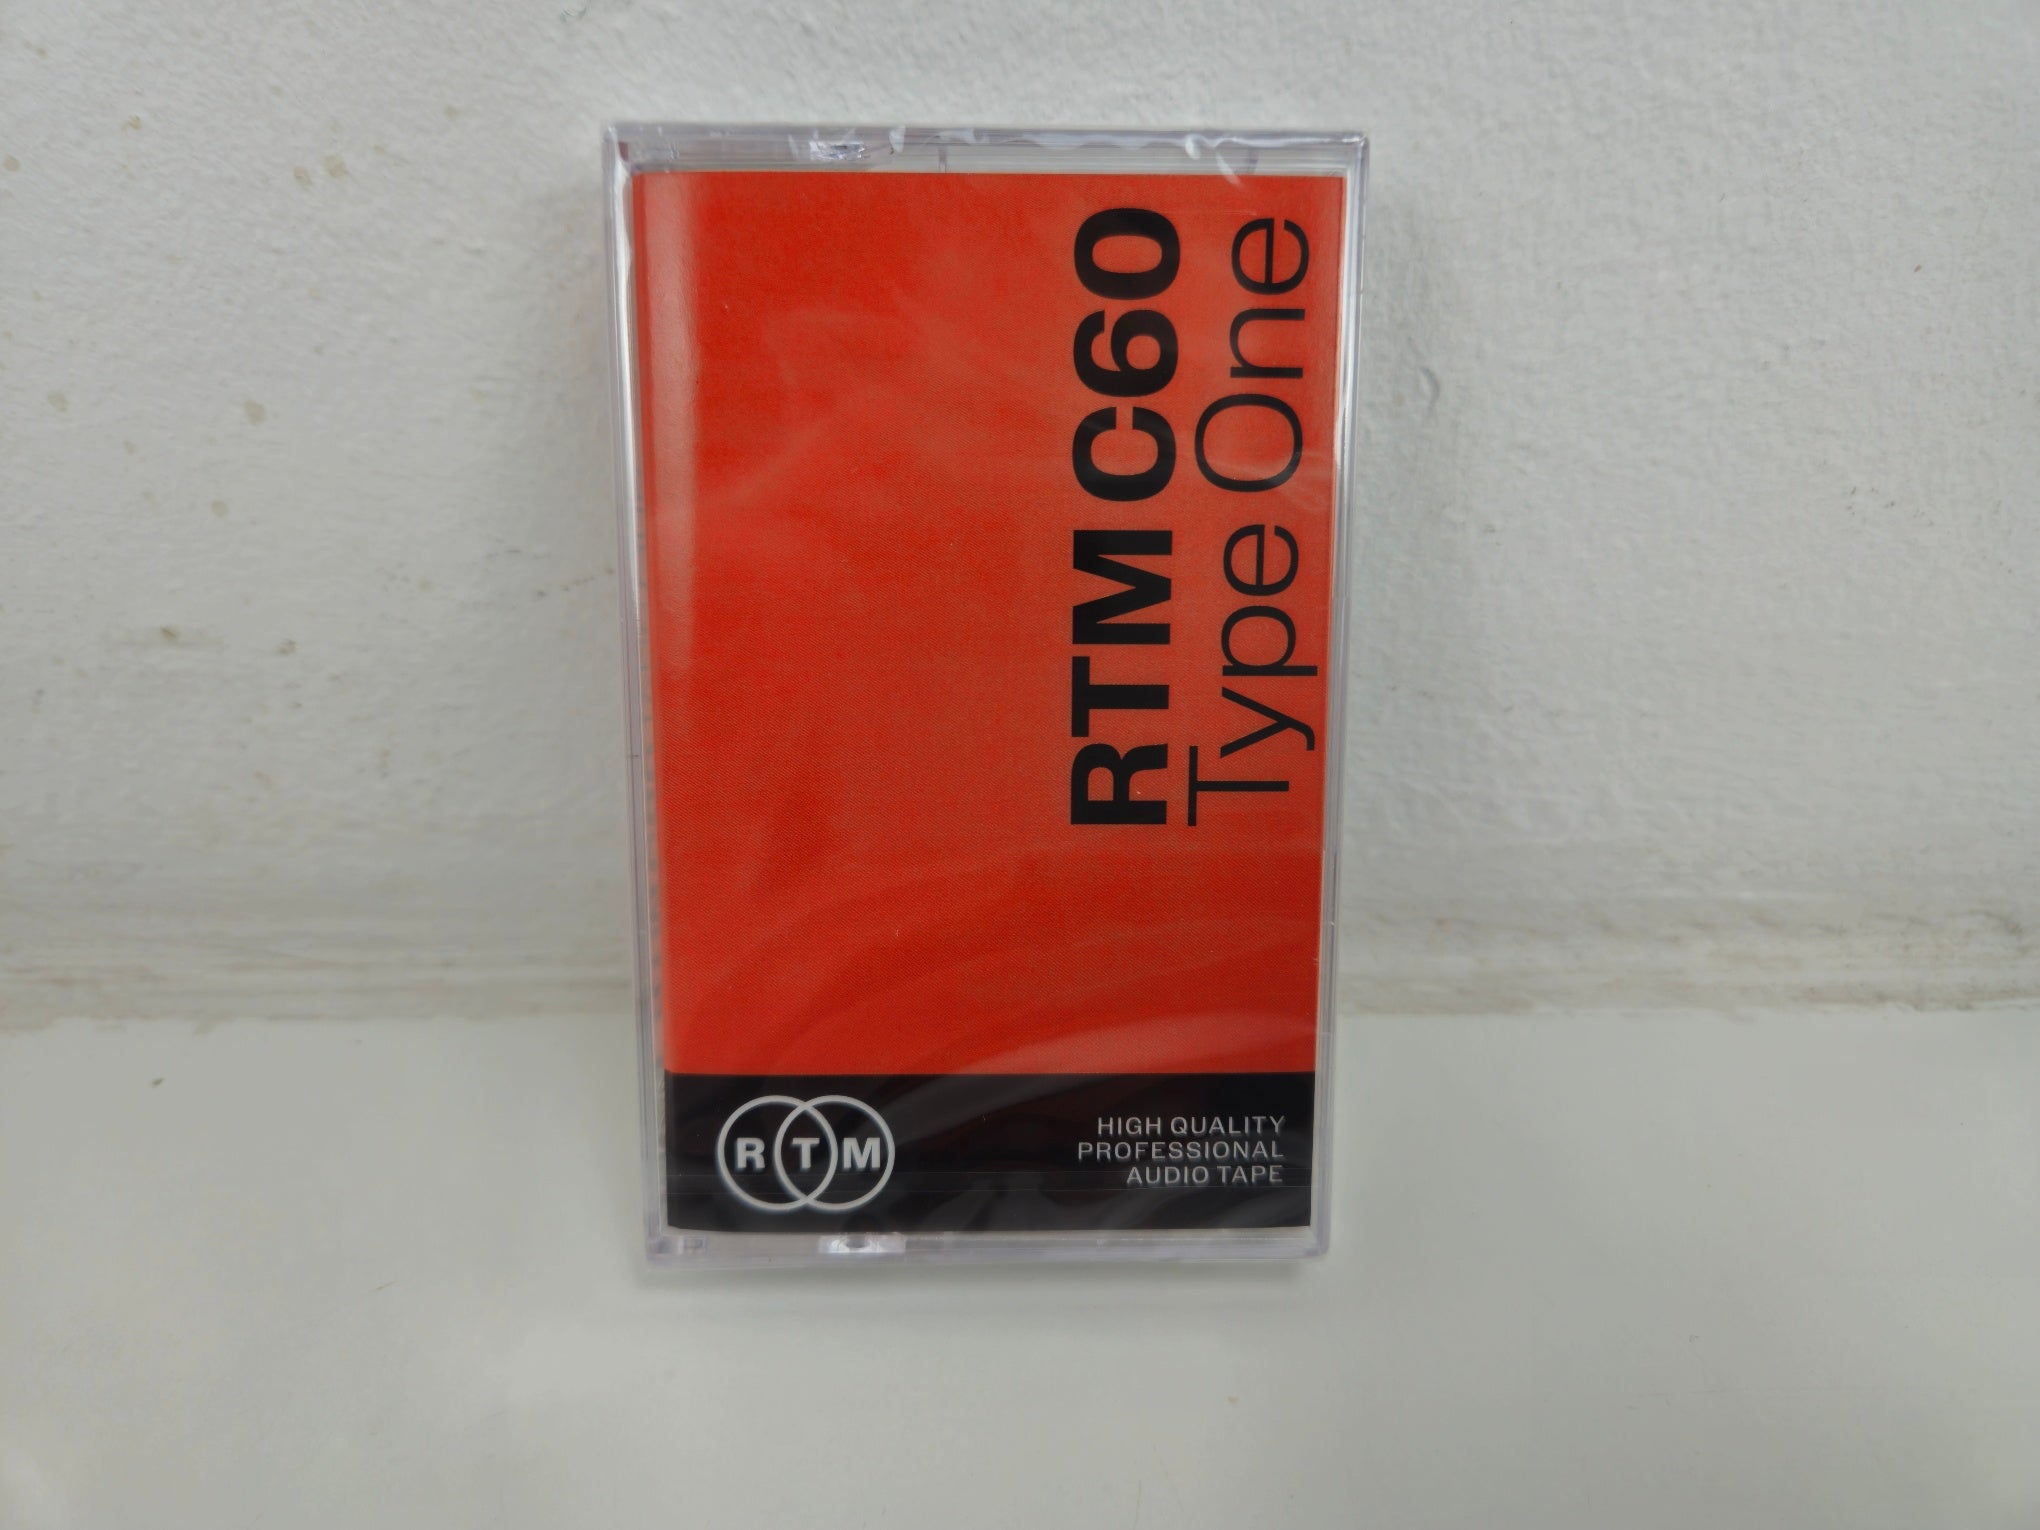 RTM C60
Type One
RTM
HIGH QUALITY
PROFESSIONAL
AUDIO TAPE